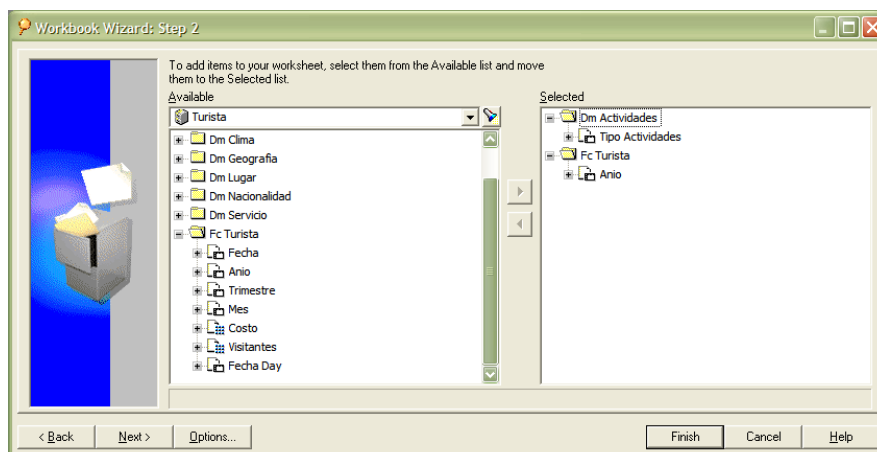 Workbook Wizard: Step 2
To add items to your worksheet, select them from the Available list and move
them to the Selected list.
Available
Selected
Turista
Dm Clima
Dm Geografia
Dm Lugar
Dm Nacionalidad
Dm Servicio
Fc Turista
Fecha
Anio
Trimestre
Mes
Costo
Visitantes
Fecha Day
Dm Actividades
Tipo Actividades
Fc Turista
Anio
< Back
Next >
Options...
Finish
Cancel
Help